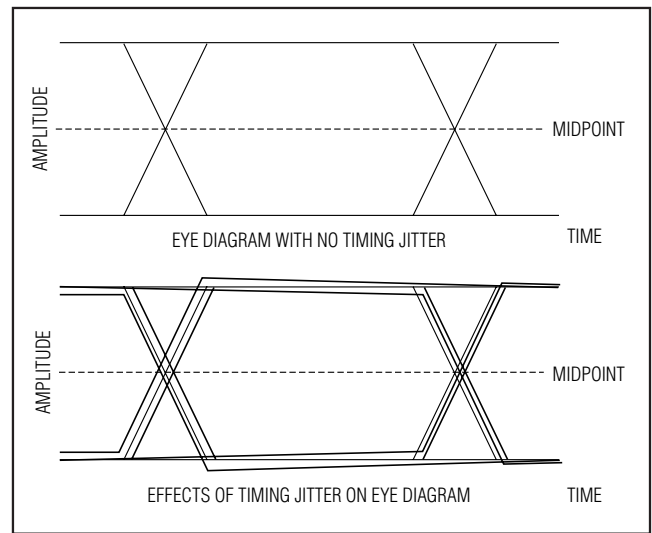 AMPLITUDE
MIDPOINT
EYE DIAGRAM WITH NO TIMING JITTER
TIME
AMPLITUDE
MIDPOINT
EFFECTS OF TIMING JITTER ON EYE DIAGRAM
TIME